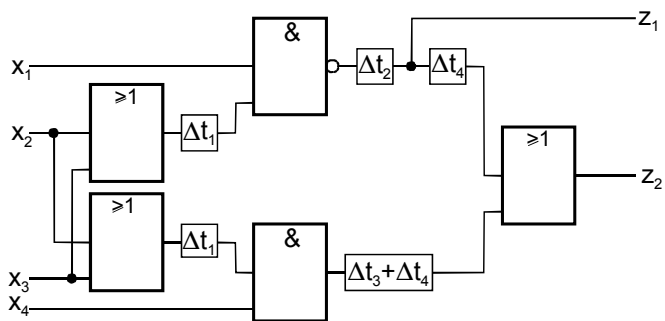 & z₁
x₁ Δt₂ Δt₄
≥1
x₂ Δt₁ ≥1
z₂
≥1
Δt₁ &
x₃ Δt₃+Δt₄
x₄